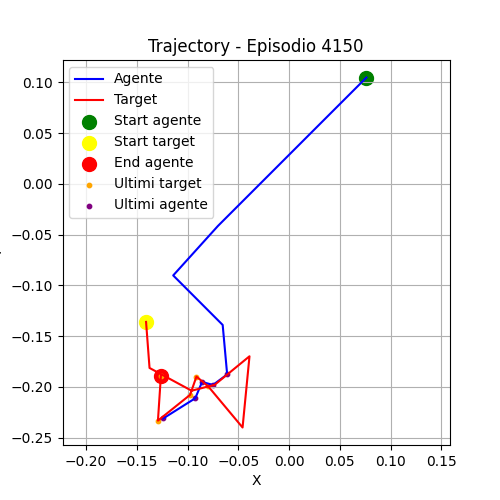 Trajectory - Episodio 4150
Agente
Target
Start agente
Start target
End agente
Ultimi target
Ultimi agente
0.10
0.05
0.00
−0.05
−0.10
−0.15
−0.20
−0.25
−0.20 −0.15 −0.10 −0.05 0.00 0.05 0.10 0.15
X